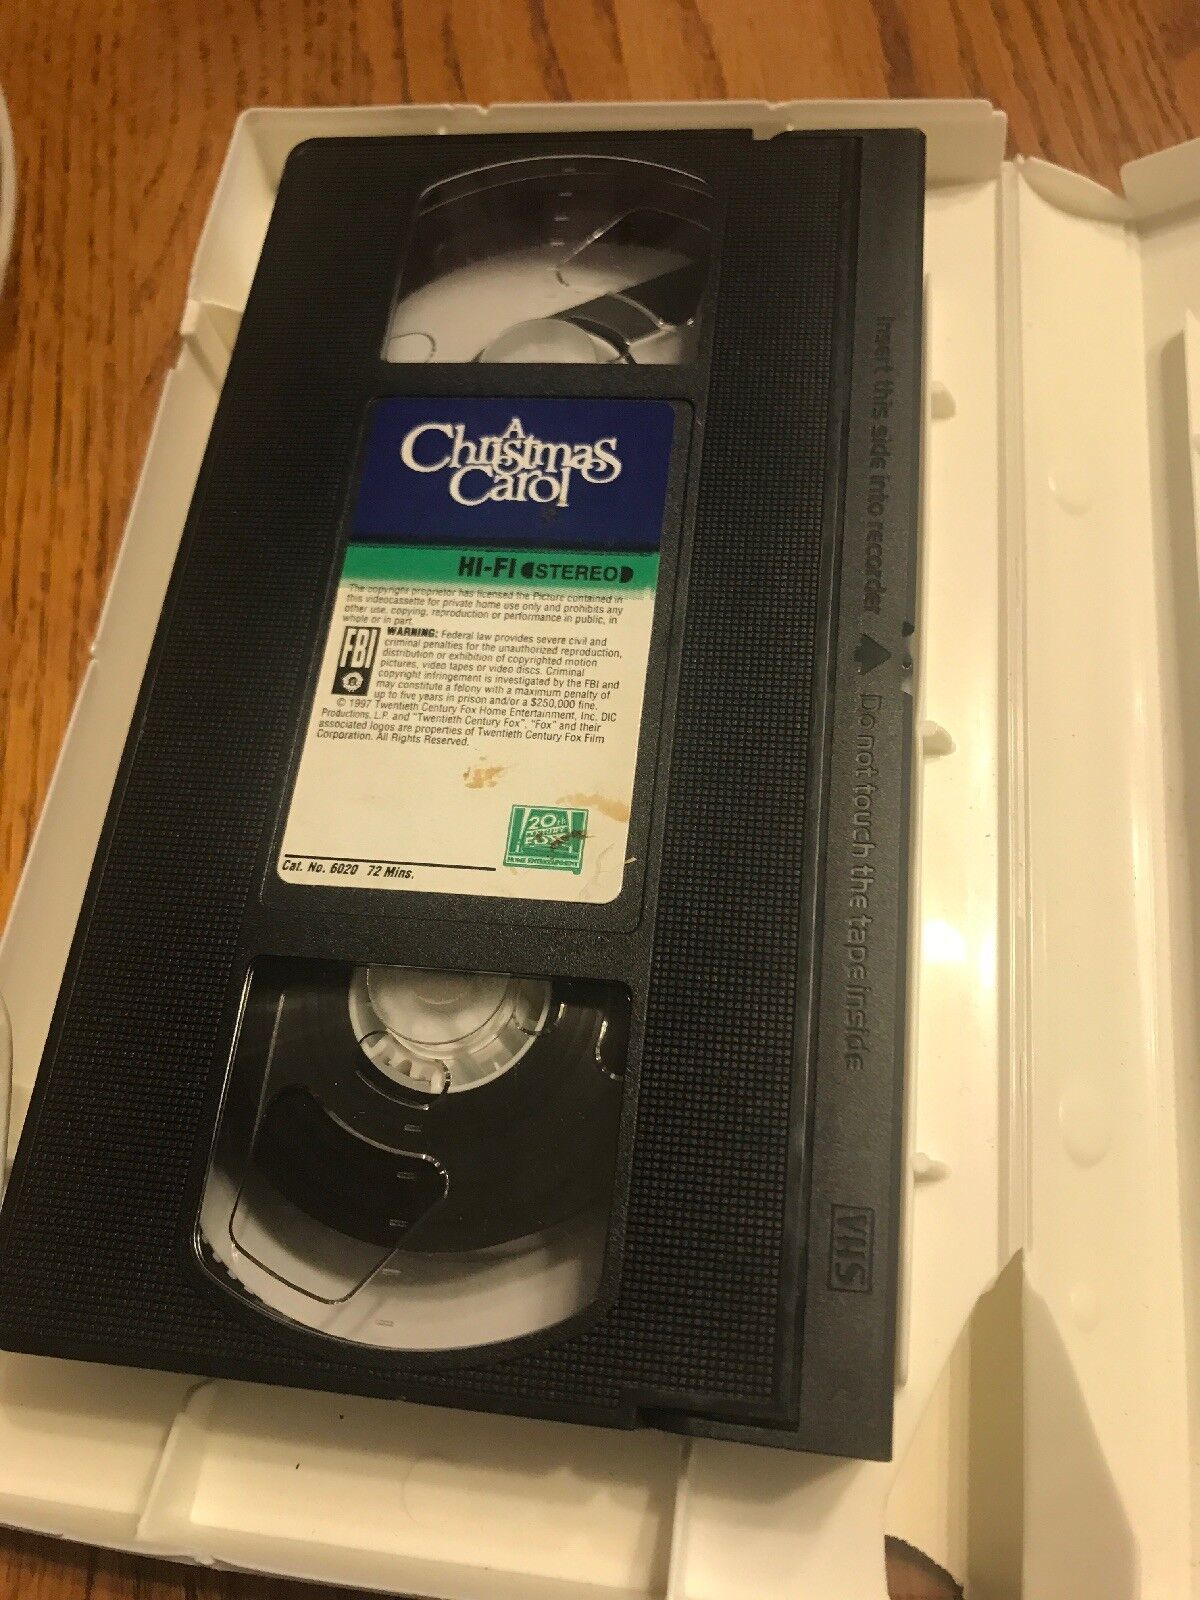 A
Christmas
Carol
HI-FI STEREO
The copyright proprietor has licensed the Picture contained in
this videocassette for private home use only and prohibits any
other use, copying, reproduction or performance in public, in
whole or in part.
FBI
WARNING: Federal law provides severe civil and
criminal penalties for the unauthorized reproduction,
distribution or exhibition of copyrighted motion
pictures, video tapes or video discs. Criminal
copyright infringement is investigated by the FBI and
may constitute a felony with a maximum penalty of
up to five years in prison and/or a $250,000 fine.
© 1997 Twentieth Century Fox Home Entertainment, Inc. DIC
Productions, L.P. and "Twentieth Century Fox", "Fox" and their
associated logos are properties of Twentieth Century Fox Film
Corporation. All Rights Reserved.
20th
CENTURY
FOX
HOME ENTERTAINMENT
Cat. No. 6020 72 Mins.
Insert this side into recorder
Do not touch the tape inside
VHS